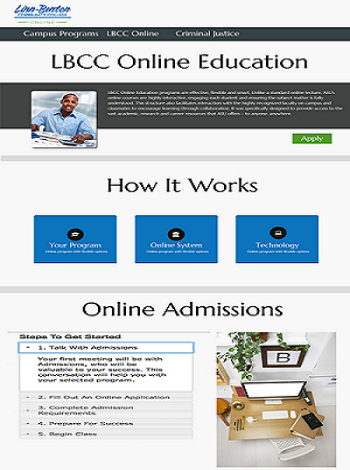 Linn-Benton
COMMUNITY COLLEGE
ONLINE
Campus Programs LBCC Online Criminal Justice
LBCC Online Education
LBCC Online Education programs are effective, flexible and smart. Unlike a standard online lecture, ASU's
online courses are highly interactive, engaging each student and ensuring the subject matter is fully
understood. This structure also facilitates interaction with the highly recognized faculty on campus and
classmates to encourage learning through collaboration. It was specifically designed to provide access to the
vast academic, research and career resources that ASU offers – to anyone, anywhere.
Apply
How It Works
Your Program Online System Technology
Online program with flexible options Online program with flexible options Online program with flexible options
Online Admissions
Steps To Get Started
1. Talk With Admissions
Your first meeting will be with
Admissions, who will be
valuable to your success. This
conversation will help you with
your selected program.
2. Fill Out An Online Application
3. Complete Admission
Requirements
4. Prepare For Success
5. Begin Class
B